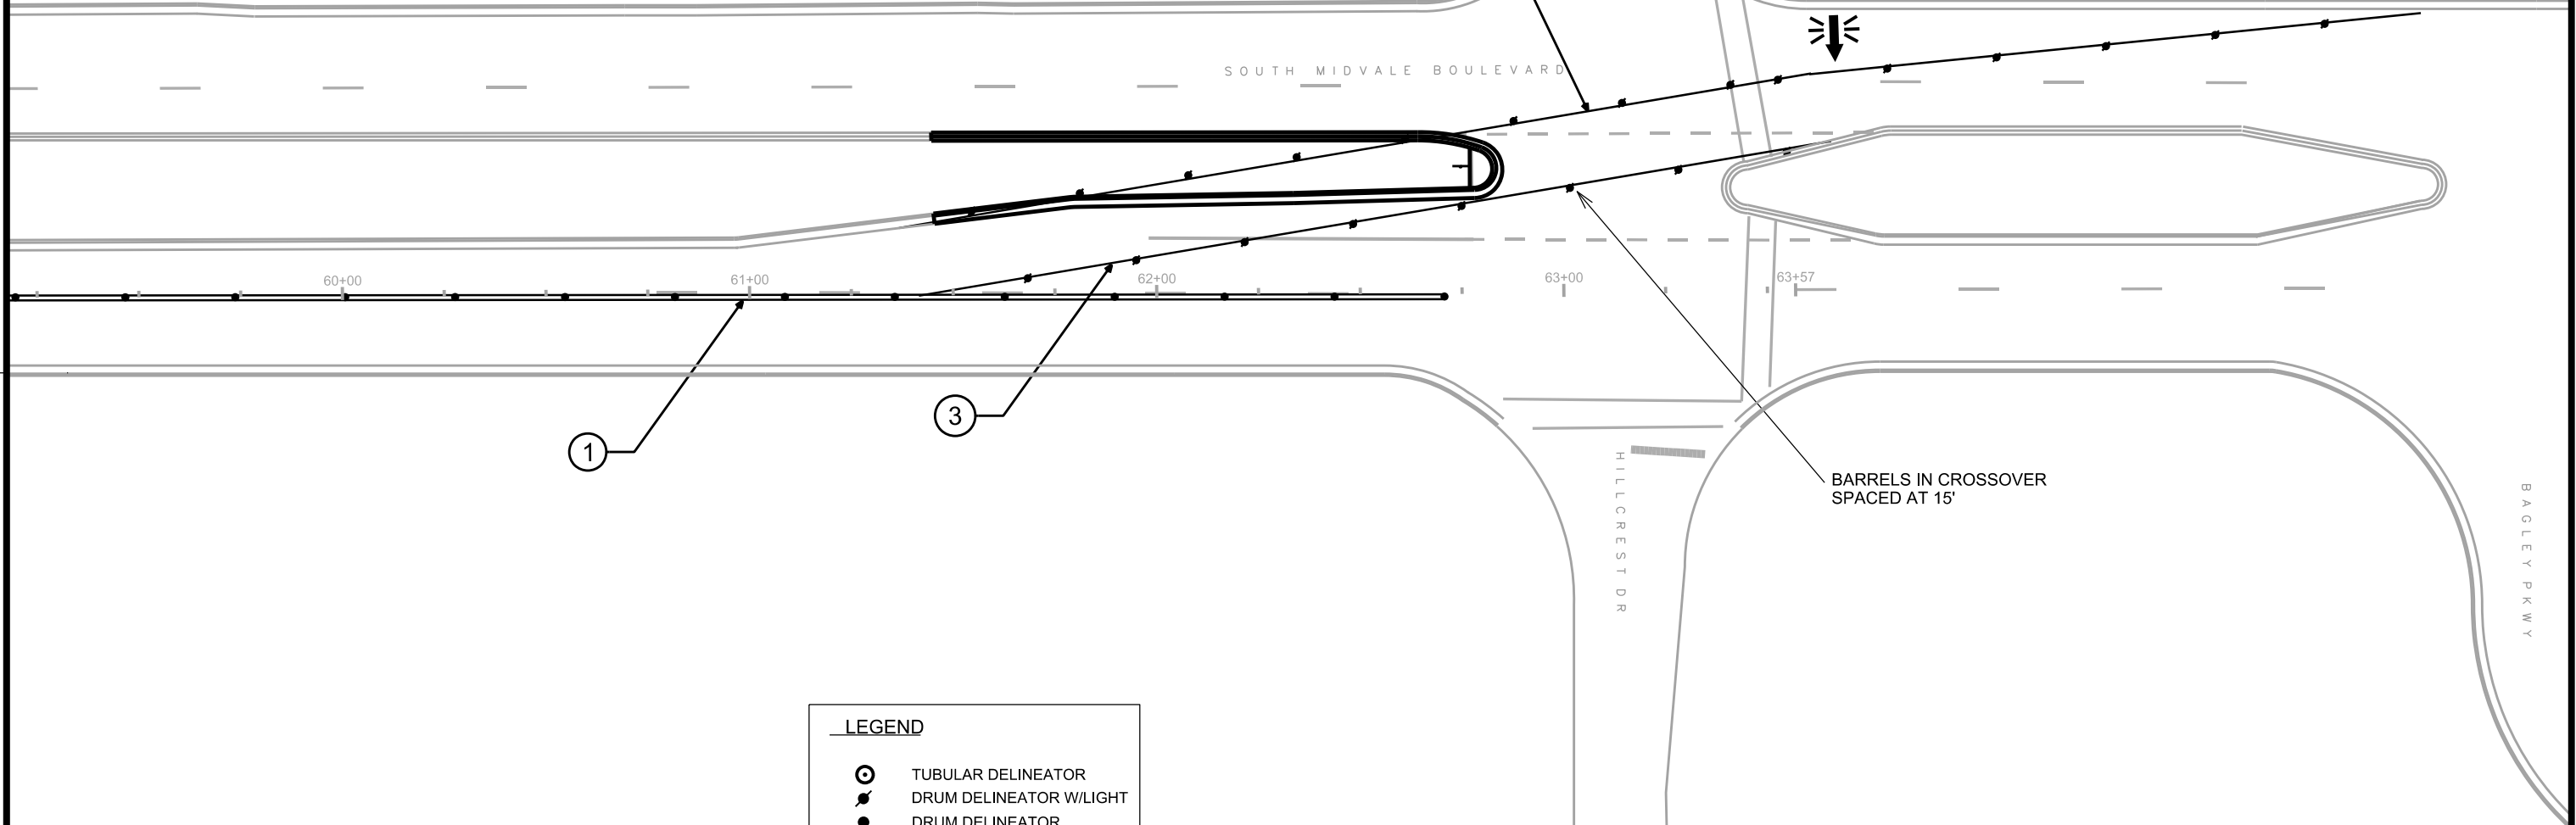 SOUTH MIDVALE BOULEVARD
60+00
61+00
62+00
63+00
63+57
1
3
BARRELS IN CROSSOVER
SPACED AT 15'
HILLCREST DR
BAGLEY PKWY
LEGEND
TUBULAR DELINEATOR
DRUM DELINEATOR W/LIGHT
DRUM DELINEATOR